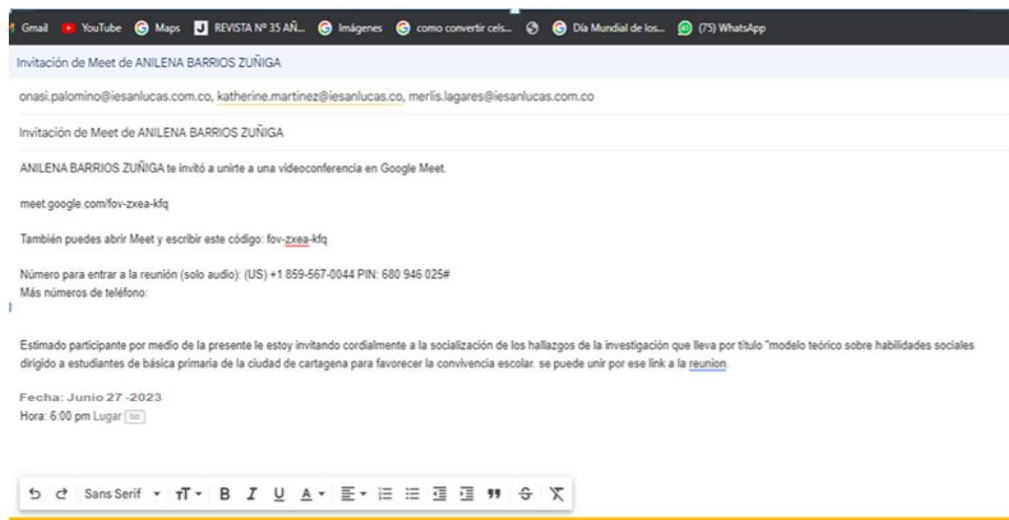 Gmail YouTube Maps J REVISTA Nº 35 AÑ... Imágenes como convertir cels... Día Mundial de los... (75) WhatsApp
Invitación de Meet de ANILENA BARRIOS ZUÑIGA
onasi.palomino@iesanlucas.com.co, katherine.martinez@iesanlucas.co, merlis.lagares@iesanlucas.com.co
Invitación de Meet de ANILENA BARRIOS ZUÑIGA
ANILENA BARRIOS ZUÑIGA te invitó a unirte a una videoconferencia en Google Meet.
meet.google.com/fov-zxea-kfq
También puedes abrir Meet y escribir este código: fov-zxea-kfq
Número para entrar a la reunión (solo audio): (US) +1 859-567-0044 PIN: 680 946 025#
Más números de teléfono:
Estimado participante por medio de la presente le estoy invitando cordialmente a la socialización de los hallazgos de la investigación que lleva por título "modelo teórico sobre habilidades sociales
dirigido a estudiantes de básica primaria de la ciudad de cartagena para favorecer la convivencia escolar. se puede unir por ese link a la reunion.
Fecha: Junio 27 -2023
Hora: 6:00 pm Lugar
Sans Serif